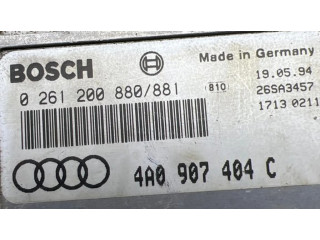 BOSCH
Made in Germany
0 261 200 880/881
810
19.05.94
26SA3457
1713 0211
4A0 907 404 C